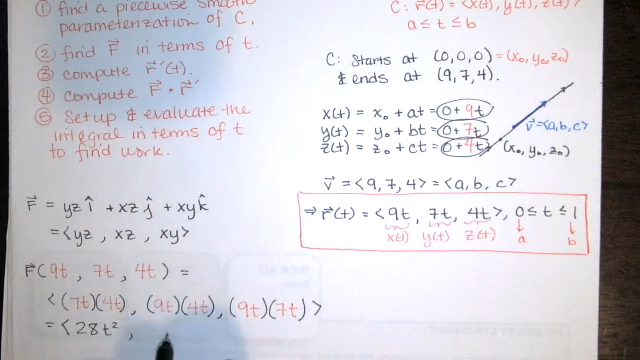 ① find a piecewise smooth
parameterization of C.
② find F⃗ in terms of t.
③ compute r⃗'(t).
④ compute F⃗ • r⃗'
⑤ Setup & evaluate the
integral in terms of t
to find work.
C: r⃗(t) = <x(t), y(t), z(t)>
a ≤ t ≤ b
C: Starts at (0,0,0) = (x₀, y₀, z₀)
& ends at (9,7,4).
x(t) = x₀ + at = 0 + 9t
y(t) = y₀ + bt = 0 + 7t
z(t) = z₀ + ct = 0 + 4t
v⃗ = <a, b, c>
(x₀, y₀, z₀)
v⃗ = <9, 7, 4> = <a, b, c>
⇒ r⃗(t) = <9t, 7t, 4t>, 0 ≤ t ≤ 1
x(t) y(t) z(t) a b
F⃗ = yz î + xz ĵ + xy k̂
= <yz, xz, xy>
F⃗(9t, 7t, 4t) =
<(7t)(4t), (9t)(4t), (9t)(7t)>
= <28t²,